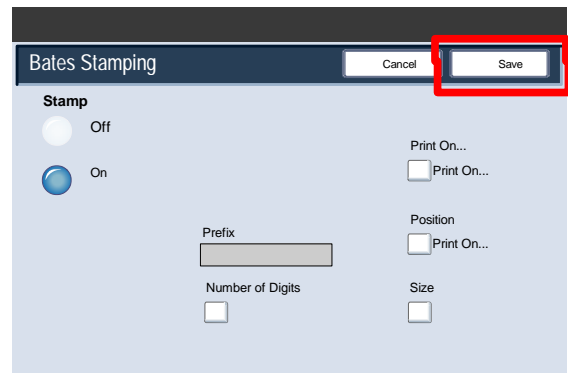 Bates Stamping
Cancel
Save
Stamp
Off
On
Print On...
Print On...
Prefix
Position
Print On...
Number of Digits
Size